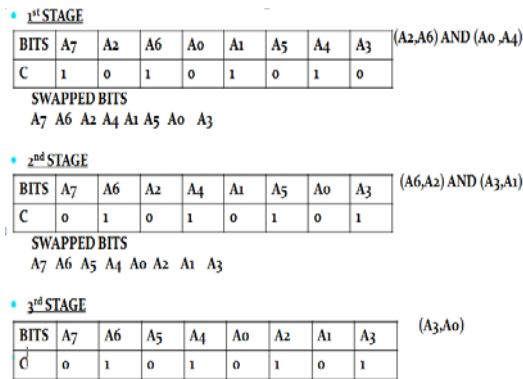 1st STAGE
BITS A7 A2 A6 A0 A1 A5 A4 A3 (A2,A6) AND (A0 ,A4)
C 1 0 1 0 1 0 1 0
SWAPPED BITS
A7 A6 A2 A4 A1 A5 A0 A3
2nd STAGE
BITS A7 A6 A2 A4 A1 A5 A0 A3 (A6,A2) AND (A3,A1)
C 0 1 0 1 0 1 0 1
SWAPPED BITS
A7 A6 A5 A4 A0 A2 A1 A3
3rd STAGE
BITS A7 A6 A5 A4 A0 A2 A1 A3 (A3,A0)
C 0 1 0 1 0 1 0 1